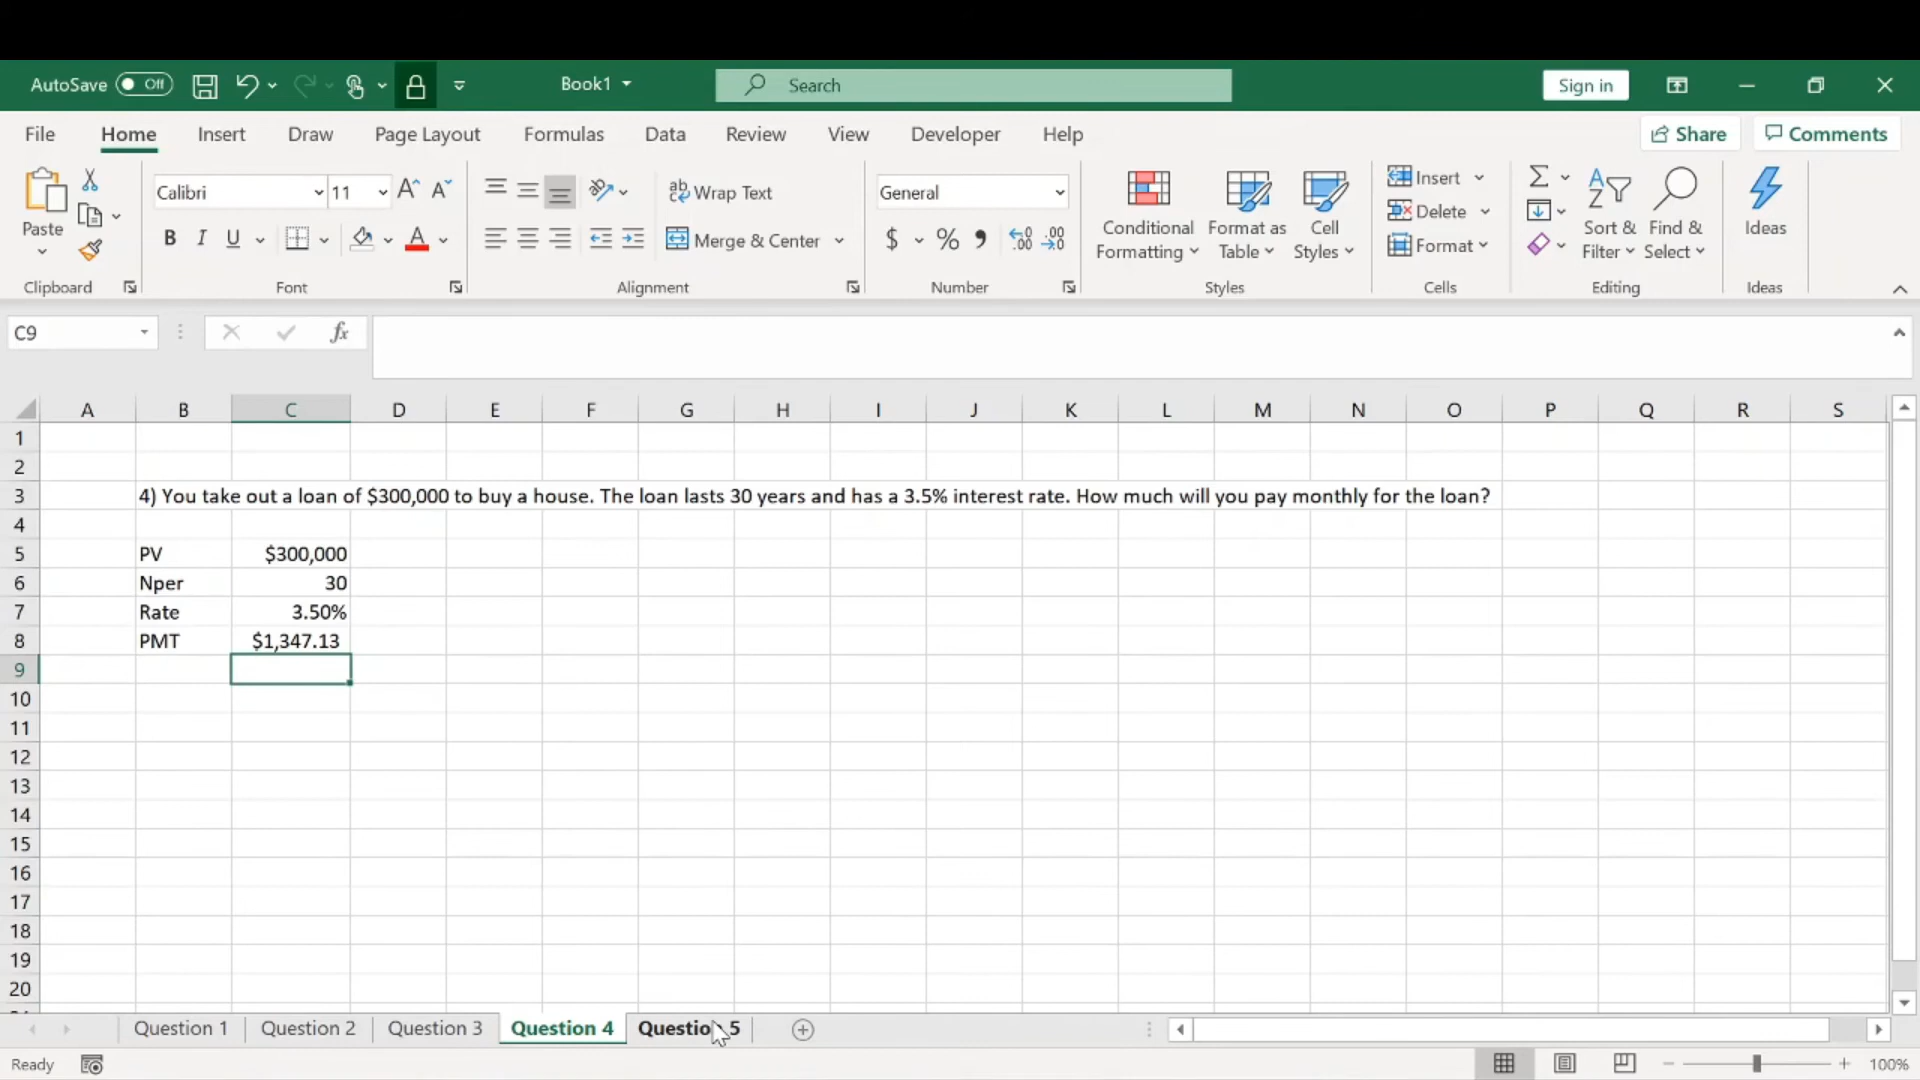 AutoSave Off Book1 Search Sign in
File Home Insert Draw Page Layout Formulas Data Review View Developer Help Share Comments
Paste Calibri 11 A A ab Wrap Text General Conditional Formatting Format as Table Cell Styles Insert Sort & Filter Find & Select Ideas
Delete
B I U A Merge & Center $ % .00 Format
Clipboard Font Alignment Number Styles Cells Editing Ideas
C9 fx
A B C D E F G H I J K L M N O P Q R S
1
2
3 4) You take out a loan of $300,000 to buy a house. The loan lasts 30 years and has a 3.5% interest rate. How much will you pay monthly for the loan?
4
5 PV $300,000
6 Nper 30
7 Rate 3.50%
8 PMT $1,347.13
9
10
11
12
13
14
15
16
17
18
19
20
Question 1 Question 2 Question 3 Question 4 Question 5
Ready 100%